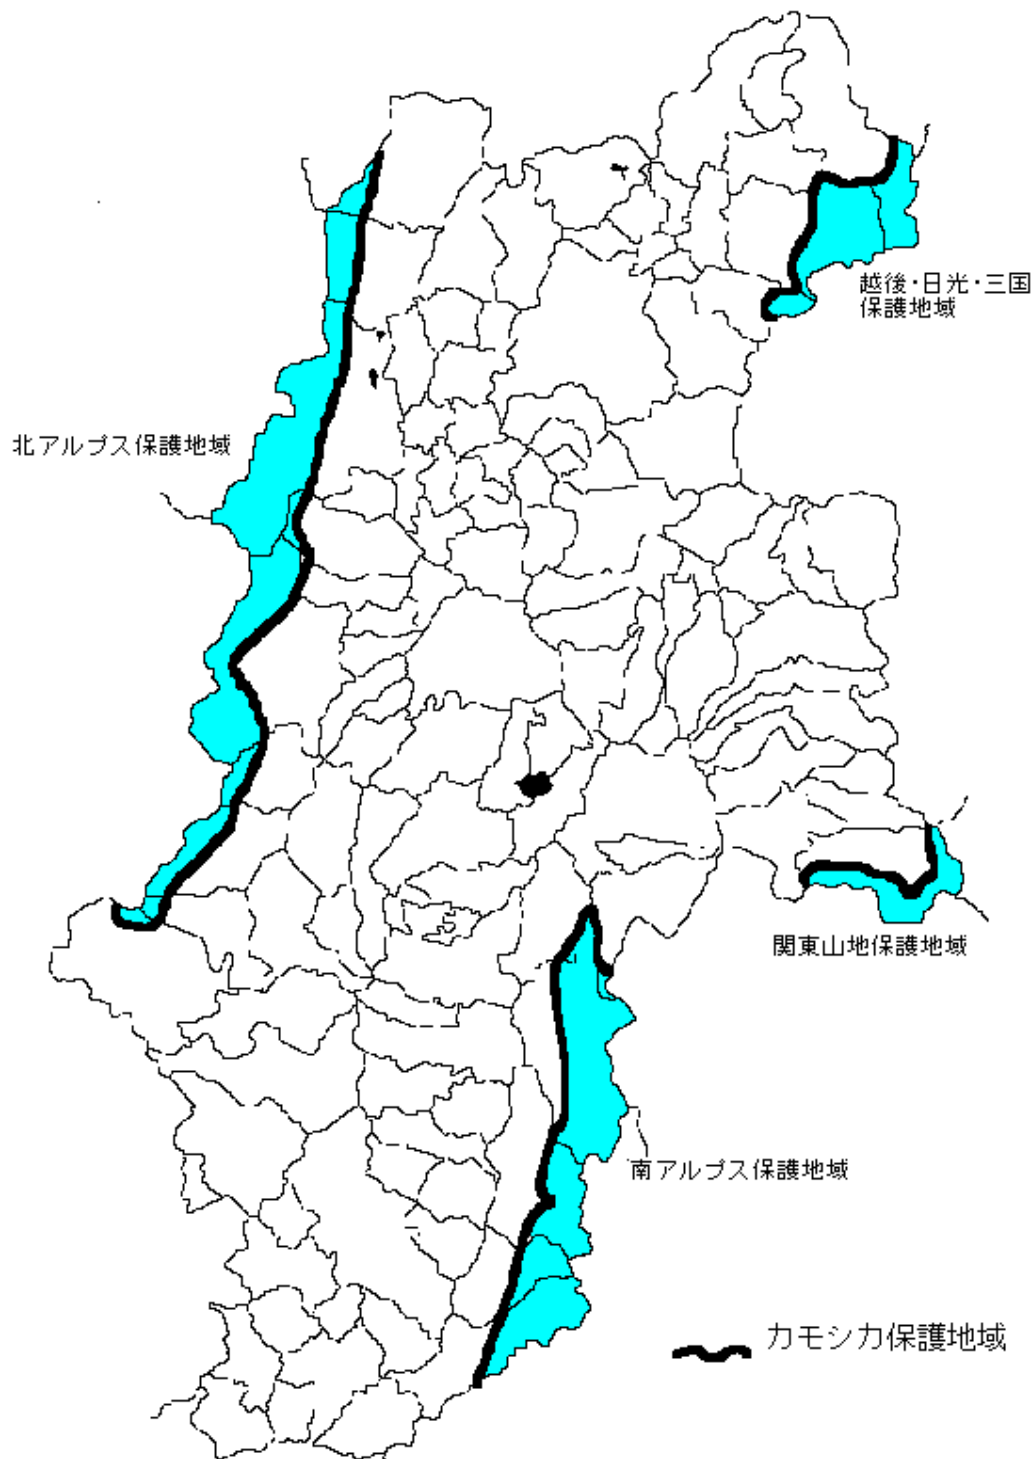 越後・日光・三国
保護地域
北アルプス保護地域
関東山地保護地域
南アルプス保護地域
カモシカ保護地域